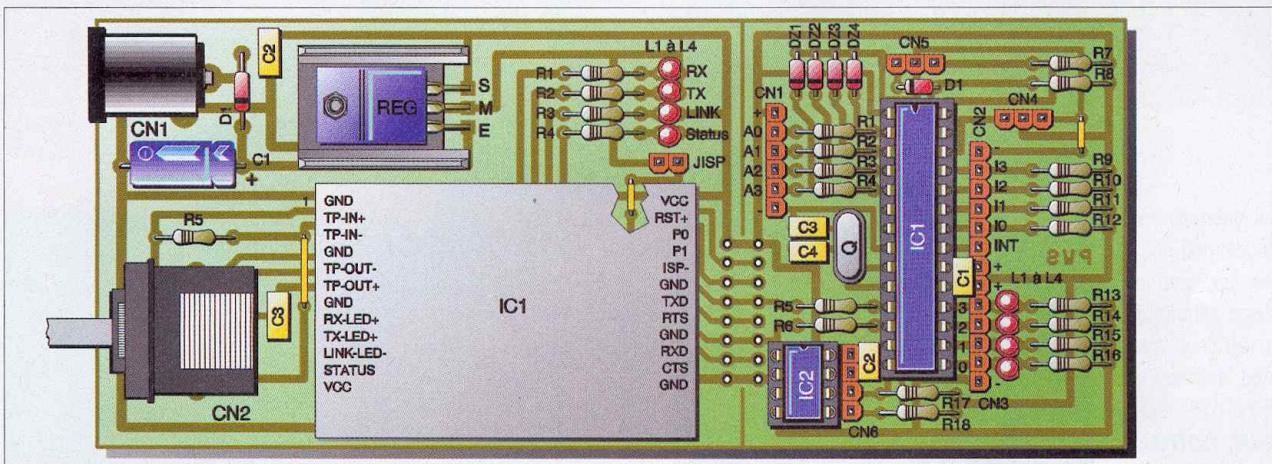 CN1
D1
C2
C1
+
REG
S
M
E
L1 à L4
R1
RX
R2
TX
R3
LINK
R4
Status
JISP
R5
CN2
C3
1
GND
TP-IN+
TP-IN-
GND
TP-OUT-
TP-OUT+
GND
RX-LED+
TX-LED+
LINK-LED-
STATUS
VCC
IC1
VCC
RST+
P0
P1
ISP-
GND
TXD
RTS
GND
RXD
CTS
GND
DZ1
DZ2
DZ3
DZ4
CN1
+
A0
A1
A2
A3
-
R1
R2
R3
R4
C3
C4
Q
R5
R6
IC2
C2
CN6
R17
R18
CN5
D1
IC1
R7
R8
CN4
CN2
-
I3
I2
I1
I0
INT
+
R9
R10
R11
R12
PVS
C1
+
L1 à L4
3
2
1
0
-
CN3
R13
R14
R15
R16